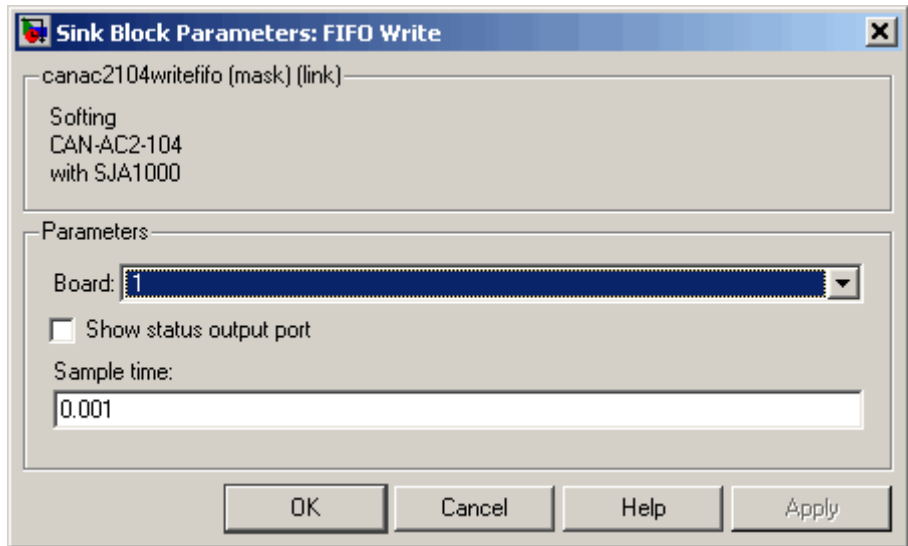 Sink Block Parameters: FIFO Write
canac2104writefifo (mask) (link)
Softing
CAN-AC2-104
with SJA1000
Parameters
Board: 1
Show status output port
Sample time:
0.001
OK Cancel Help Apply